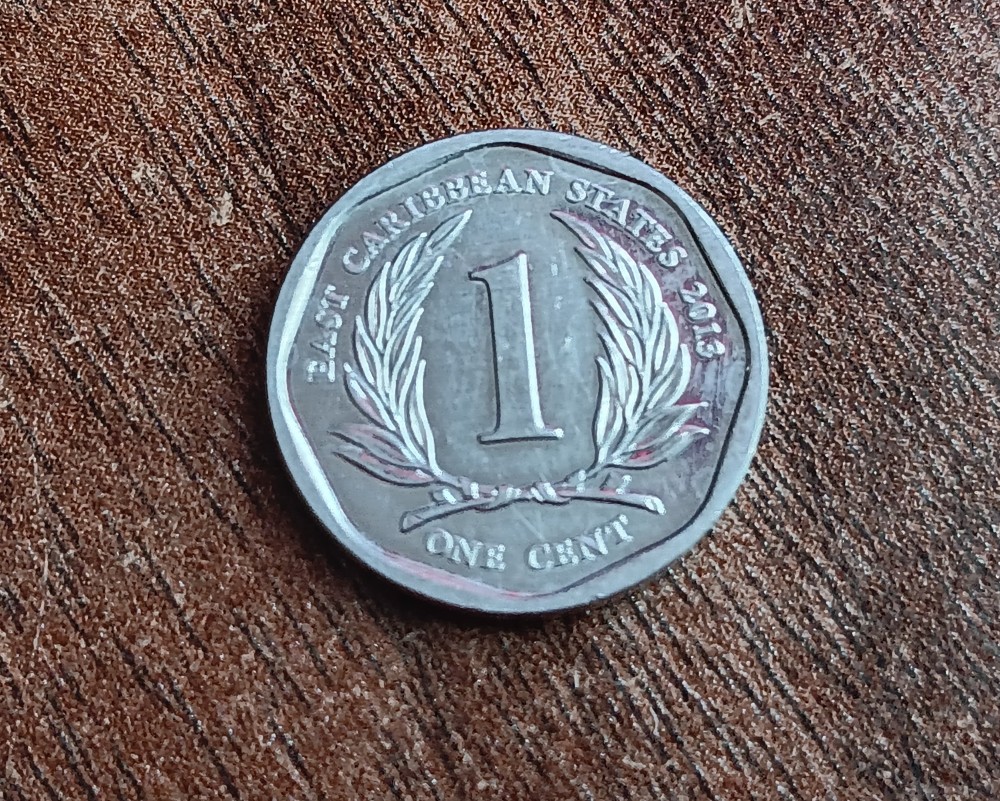 EAST CARIBBEAN STATES 2013
1
ONE CENT